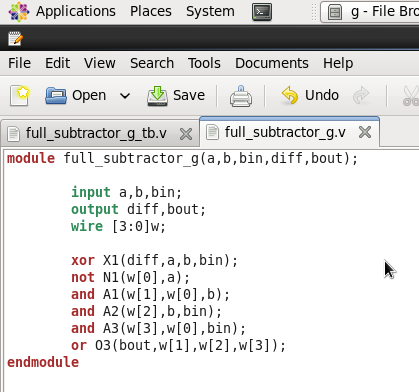 Applications Places System g - File Bro
File Edit View Search Tools Documents Help
Open Save Undo
full_subtractor_g_tb.v full_subtractor_g.v
module full_subtractor_g(a,b,bin,diff,bout);
input a,b,bin;
output diff,bout;
wire [3:0]w;
xor X1(diff,a,b,bin);
not N1(w[0],a);
and A1(w[1],w[0],b);
and A2(w[2],b,bin);
and A3(w[3],w[0],bin);
or O3(bout,w[1],w[2],w[3]);
endmodule